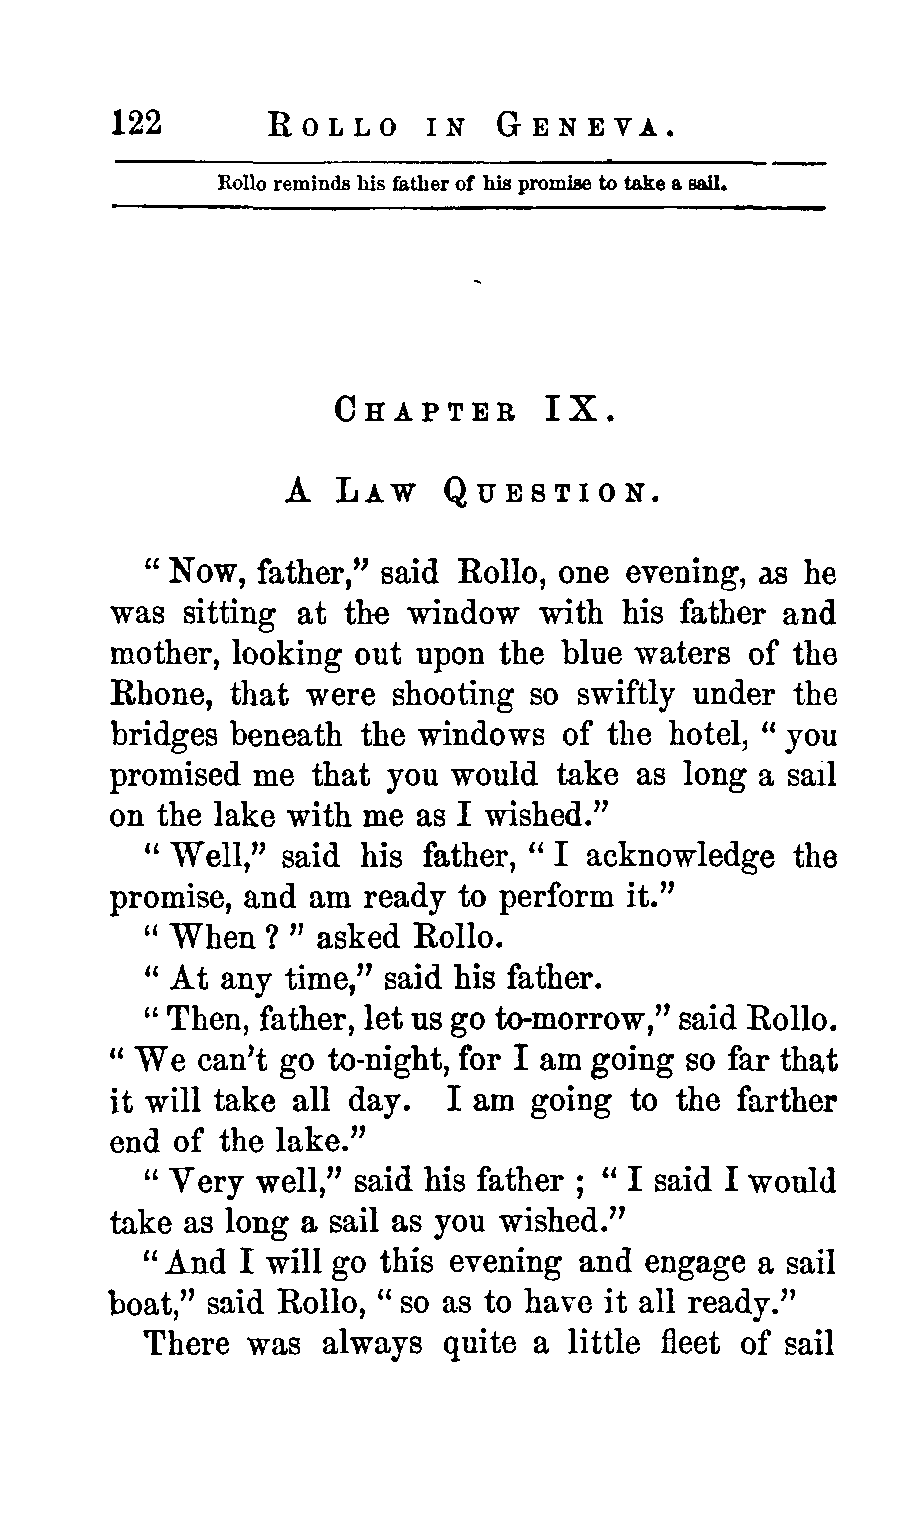 122 ROLLO IN GENEVA.
Rollo reminds his father of his promise to take a sail.
CHAPTER IX.
A LAW QUESTION.
“ Now, father,” said Rollo, one evening, as he
was sitting at the window with his father and
mother, looking out upon the blue waters of the
Rhone, that were shooting so swiftly under the
bridges beneath the windows of the hotel, “ you
promised me that you would take as long a sail
on the lake with me as I wished.”
“ Well,” said his father, “ I acknowledge the
promise, and am ready to perform it.”
“ When ? ” asked Rollo.
“ At any time,” said his father.
“ Then, father, let us go to-morrow,” said Rollo.
“ We can’t go to-night, for I am going so far that
it will take all day. I am going to the farther
end of the lake.”
“ Very well,” said his father ; “ I said I would
take as long a sail as you wished.”
“ And I will go this evening and engage a sail
boat,” said Rollo, “ so as to have it all ready.”
There was always quite a little fleet of sail